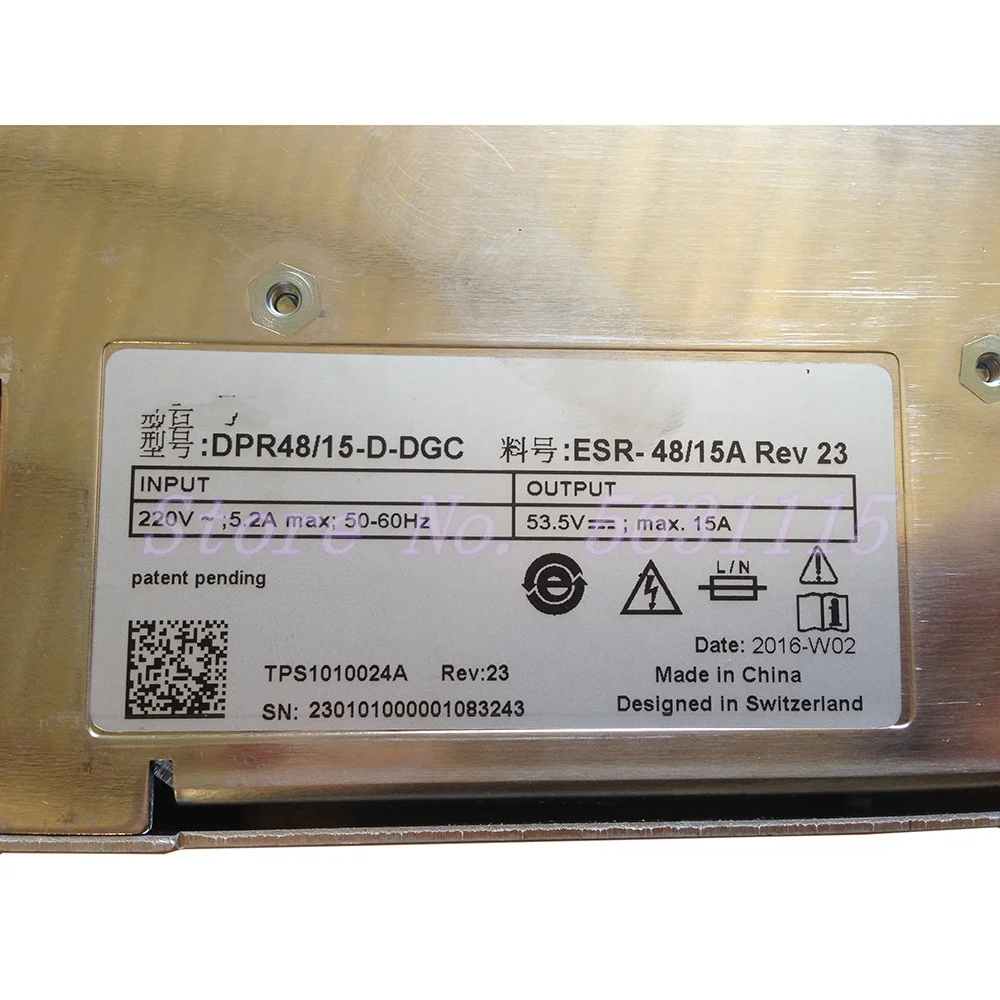 型号:DPR48/15-D-DGC 料号:ESR- 48/15A Rev 23
INPUT OUTPUT
220V ~ ;5.2A max; 50-60Hz 53.5V⎓ ; max. 15A
Store No. 5631115
patent pending
L/N
Date: 2016-W02
TPS1010024A Rev:23 Made in China
SN: 230101000001083243 Designed in Switzerland